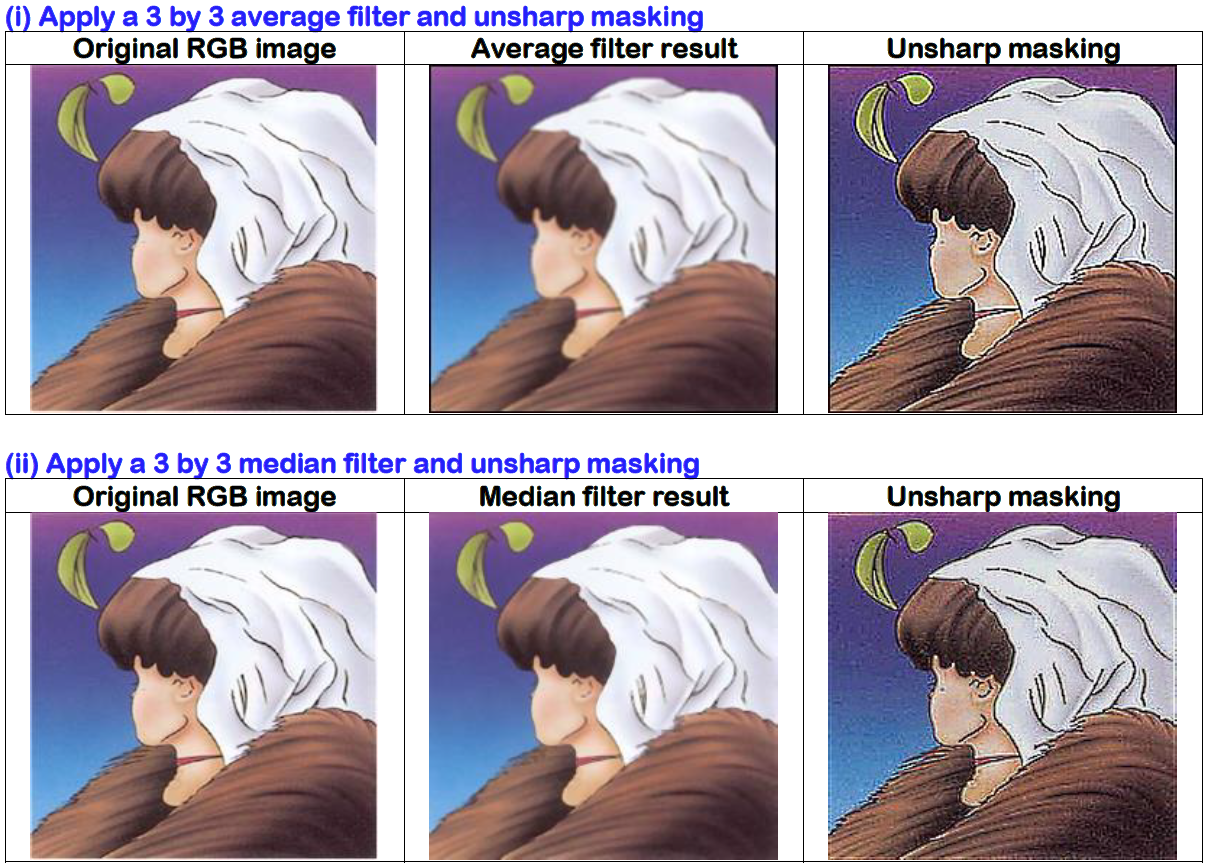 (i) Apply a 3 by 3 average filter and unsharp masking
Original RGB image
Average filter result
Unsharp masking
(ii) Apply a 3 by 3 median filter and unsharp masking
Original RGB image
Median filter result
Unsharp masking